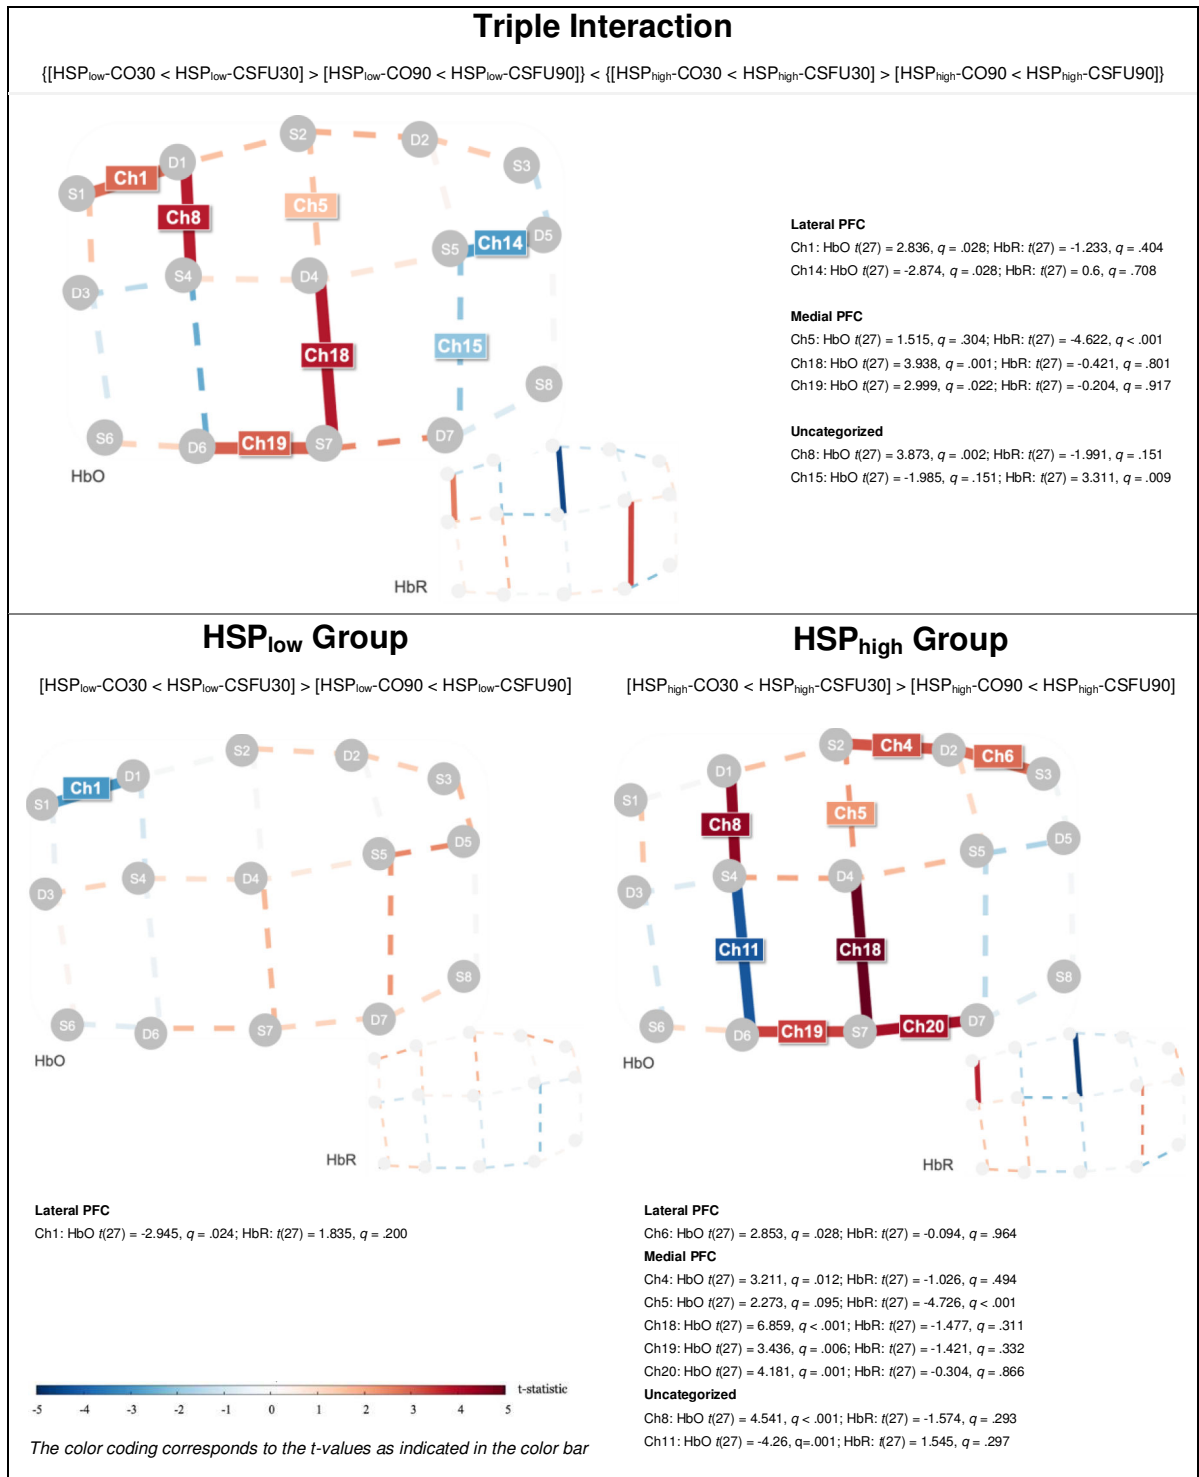 Triple Interaction
{[HSPlow-CO30 < HSPlow-CSFU30] > [HSPlow-CO90 < HSPlow-CSFU90]} < {[HSPhigh-CO30 < HSPhigh-CSFU30] > [HSPhigh-CO90 < HSPhigh-CSFU90]}
S2
D2
D1
S3
Ch1
S1
Ch8
Ch5
S5
Ch14
D5
S4
D4
D3
Ch18
Ch15
S8
S6
D6
Ch19
S7
D7
HbO
HbR
Lateral PFC
Ch1: HbO t(27) = 2.836, q = .028; HbR: t(27) = -1.233, q = .404
Ch14: HbO t(27) = -2.874, q = .028; HbR: t(27) = 0.6, q = .708
Medial PFC
Ch5: HbO t(27) = 1.515, q = .304; HbR: t(27) = -4.622, q < .001
Ch18: HbO t(27) = 3.938, q = .001; HbR: t(27) = -0.421, q = .801
Ch19: HbO t(27) = 2.999, q = .022; HbR: t(27) = -0.204, q = .917
Uncategorized
Ch8: HbO t(27) = 3.873, q = .002; HbR: t(27) = -1.991, q = .151
Ch15: HbO t(27) = -1.985, q = .151; HbR: t(27) = 3.311, q = .009
HSPlow Group
[HSPlow-CO30 < HSPlow-CSFU30] > [HSPlow-CO90 < HSPlow-CSFU90]
S2
D2
D1
S3
Ch1
S1
S5
D5
S4
D4
D3
S8
S6
D6
S7
D7
HbO
HbR
Lateral PFC
Ch1: HbO t(27) = -2.945, q = .024; HbR: t(27) = 1.835, q = .200
t-statistic
-5 -4 -3 -2 -1 0 1 2 3 4 5
The color coding corresponds to the t-values as indicated in the color bar
HSPhigh Group
[HSPhigh-CO30 < HSPhigh-CSFU30] > [HSPhigh-CO90 < HSPhigh-CSFU90]
S2
Ch4
D2
Ch6
S3
D1
S1
Ch8
Ch5
S5
D5
S4
D4
D3
Ch11
Ch18
S8
S6
D6
Ch19
S7
Ch20
D7
HbO
HbR
Lateral PFC
Ch6: HbO t(27) = 2.853, q = .028; HbR: t(27) = -0.094, q = .964
Medial PFC
Ch4: HbO t(27) = 3.211, q = .012; HbR: t(27) = -1.026, q = .494
Ch5: HbO t(27) = 2.273, q = .095; HbR: t(27) = -4.726, q < .001
Ch18: HbO t(27) = 6.859, q < .001; HbR: t(27) = -1.477, q = .311
Ch19: HbO t(27) = 3.436, q = .006; HbR: t(27) = -1.421, q = .332
Ch20: HbO t(27) = 4.181, q = .001; HbR: t(27) = -0.304, q = .866
Uncategorized
Ch8: HbO t(27) = 4.541, q < .001; HbR: t(27) = -1.574, q = .293
Ch11: HbO t(27) = -4.26, q=.001; HbR: t(27) = 1.545, q = .297